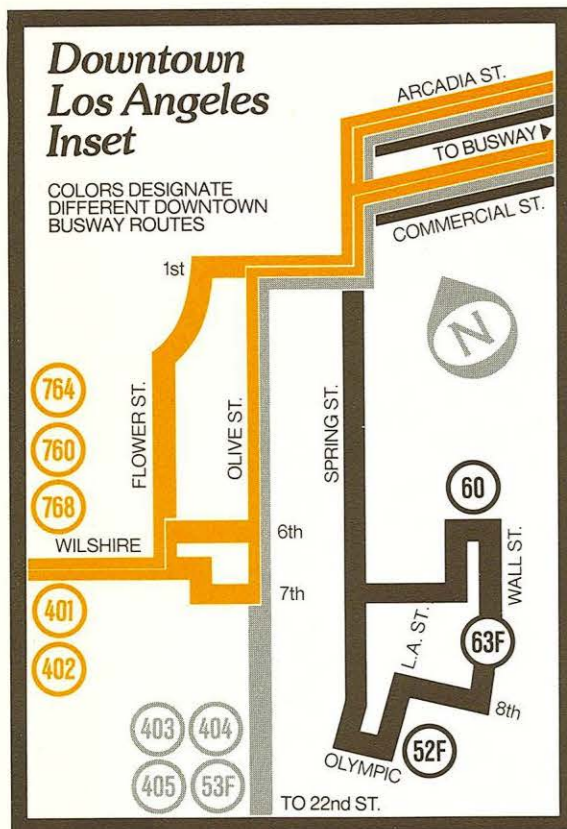 Downtown
Los Angeles
Inset
COLORS DESIGNATE
DIFFERENT DOWNTOWN
BUSWAY ROUTES
ARCADIA ST.
TO BUSWAY
COMMERCIAL ST.
1st
N
764
760
768
FLOWER ST.
OLIVE ST.
SPRING ST.
60
WILSHIRE
6th
7th
WALL ST.
401
402
L.A. ST.
63F
8th
403 404
405 53F
52F
OLYMPIC
TO 22nd ST.